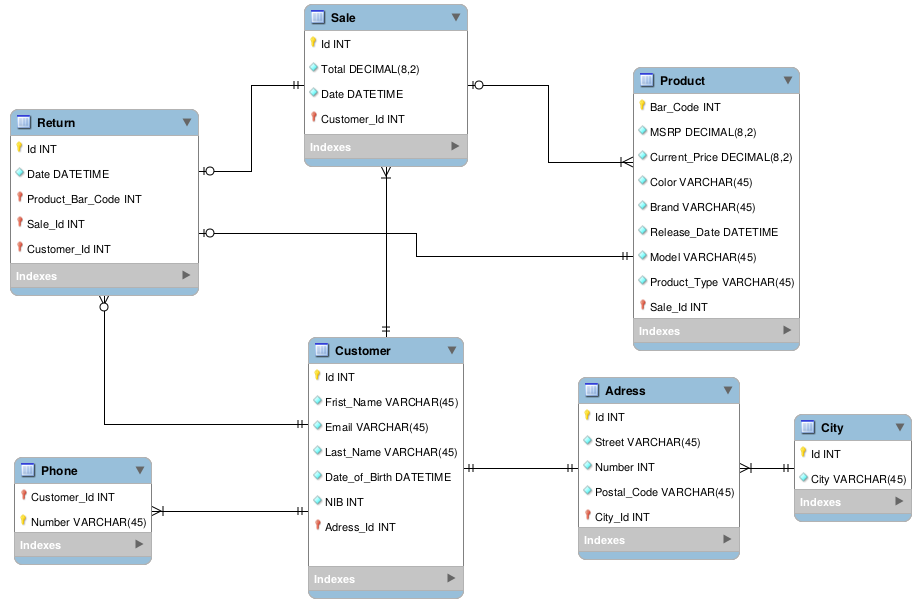 Sale
Id INT
Total DECIMAL(8,2)
Date DATETIME
Customer_Id INT
Indexes
Product
Bar_Code INT
MSRP DECIMAL(8,2)
Current_Price DECIMAL(8,2)
Color VARCHAR(45)
Brand VARCHAR(45)
Release_Date DATETIME
Model VARCHAR(45)
Product_Type VARCHAR(45)
Sale_Id INT
Indexes
Return
Id INT
Date DATETIME
Product_Bar_Code INT
Sale_Id INT
Customer_Id INT
Indexes
Customer
Id INT
Frist_Name VARCHAR(45)
Email VARCHAR(45)
Last_Name VARCHAR(45)
Date_of_Birth DATETIME
NIB INT
Adress_Id INT
Indexes
Adress
Id INT
Street VARCHAR(45)
Number INT
Postal_Code VARCHAR(45)
City_Id INT
Indexes
City
Id INT
City VARCHAR(45)
Indexes
Phone
Customer_Id INT
Number VARCHAR(45)
Indexes